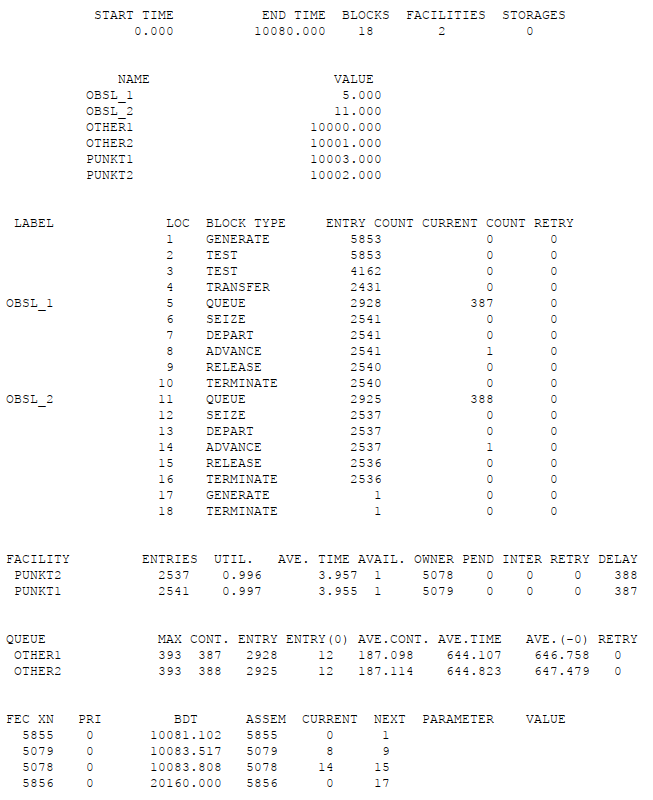 START TIME END TIME BLOCKS FACILITIES STORAGES
0.000 10080.000 18 2 0
NAME VALUE
OBSL_1 5.000
OBSL_2 11.000
OTHER1 10000.000
OTHER2 10001.000
PUNKT1 10003.000
PUNKT2 10002.000
LABEL LOC BLOCK TYPE ENTRY COUNT CURRENT COUNT RETRY
1 GENERATE 5853 0 0
2 TEST 5853 0 0
3 TEST 4162 0 0
4 TRANSFER 2431 0 0
OBSL_1 5 QUEUE 2928 387 0
6 SEIZE 2541 0 0
7 DEPART 2541 0 0
8 ADVANCE 2541 1 0
9 RELEASE 2540 0 0
10 TERMINATE 2540 0 0
OBSL_2 11 QUEUE 2925 388 0
12 SEIZE 2537 0 0
13 DEPART 2537 0 0
14 ADVANCE 2537 1 0
15 RELEASE 2536 0 0
16 TERMINATE 2536 0 0
17 GENERATE 1 0 0
18 TERMINATE 1 0 0
FACILITY ENTRIES UTIL. AVE. TIME AVAIL. OWNER PEND INTER RETRY DELAY
PUNKT2 2537 0.996 3.957 1 5078 0 0 0 388
PUNKT1 2541 0.997 3.955 1 5079 0 0 0 387
QUEUE MAX CONT. ENTRY ENTRY(0) AVE.CONT. AVE.TIME AVE.(-0) RETRY
OTHER1 393 387 2928 12 187.098 644.107 646.758 0
OTHER2 393 388 2925 12 187.114 644.823 647.479 0
FEC XN PRI BDT ASSEM CURRENT NEXT PARAMETER VALUE
5855 0 10081.102 5855 0 1
5079 0 10083.517 5079 8 9
5078 0 10083.808 5078 14 15
5856 0 20160.000 5856 0 17